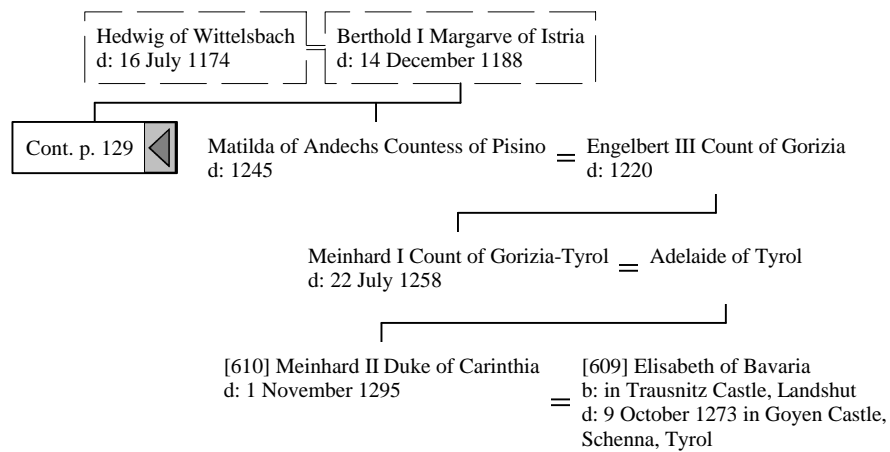 Hedwig of Wittelsbach
d: 16 July 1174
Berthold I Margarve of Istria
d: 14 December 1188
Cont. p. 129
Matilda of Andechs Countess of Pisino
d: 1245
=
Engelbert III Count of Gorizia
d: 1220
Meinhard I Count of Gorizia-Tyrol
d: 22 July 1258
=
Adelaide of Tyrol
[610] Meinhard II Duke of Carinthia
d: 1 November 1295
=
[609] Elisabeth of Bavaria
b: in Trausnitz Castle, Landshut
d: 9 October 1273 in Goyen Castle,
Schenna, Tyrol